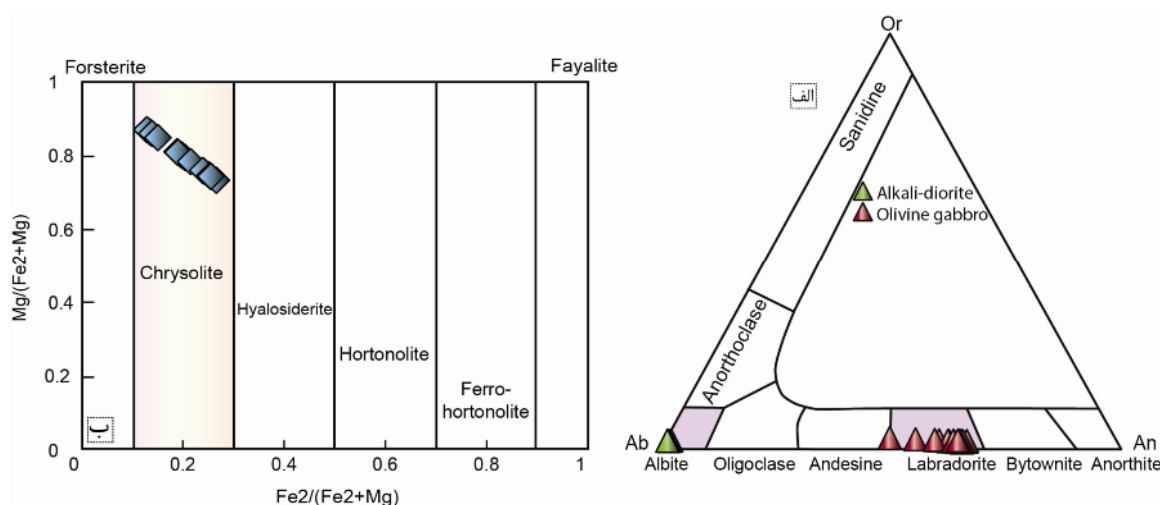 Forsterite
Fayalite
1
0.8
0.6
0.4
0.2
0
Mg/(Fe2+Mg)
Chrysolite
Hyalosiderite
Hortonolite
Ferro-
hortonolite
ب
0
0.2
0.4
0.6
0.8
1
Fe2/(Fe2+Mg)
Or
الف
Sanidine
Alkali-diorite
Olivine gabbro
Anorthoclase
Ab
An
Albite
Oligoclase
Andesine
Labradorite
Bytownite
Anorthite